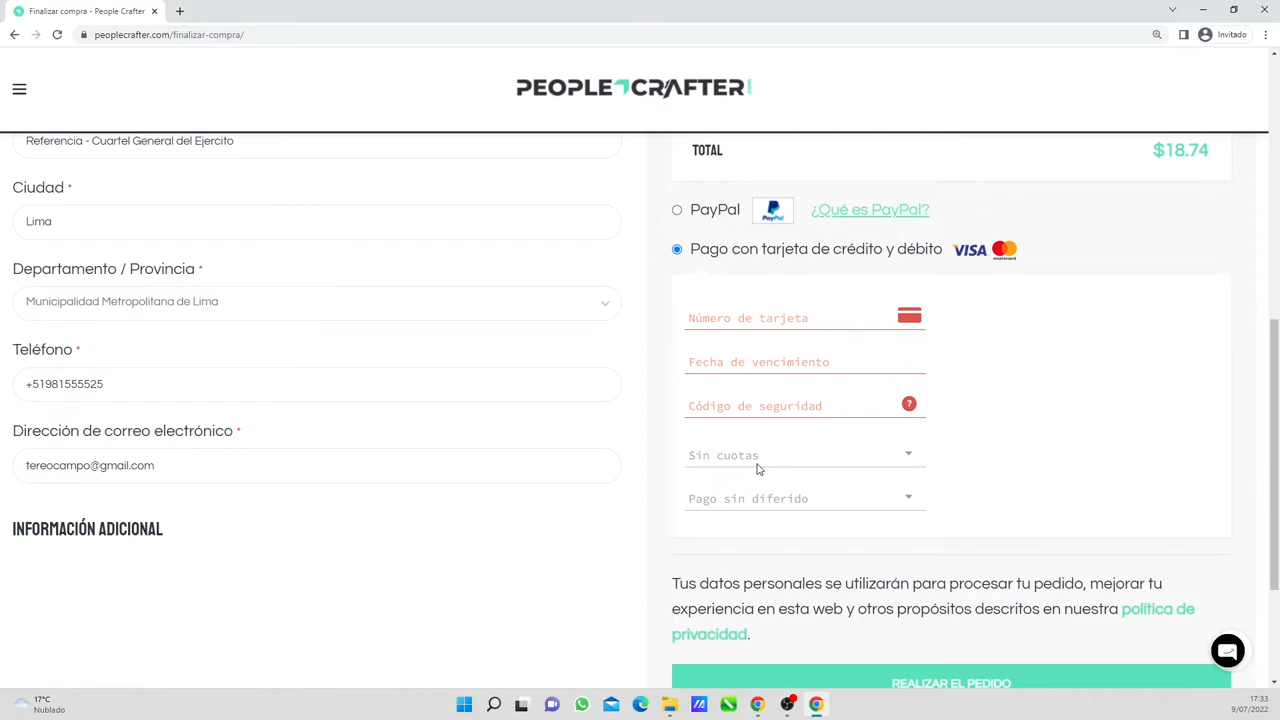 Finalizar compra - People Crafter
peoplecrafter.com/finalizar-compra/
Invitado
PEOPLE CRAFTER
Referencia - Cuartel General del Ejercito
Ciudad *
Lima
Departamento / Provincia *
Municipalidad Metropolitana de Lima
Teléfono *
+51981555525
Dirección de correo electrónico *
tereocampo@gmail.com
INFORMACIÓN ADICIONAL
TOTAL $18.74
PayPal PayPal ¿Qué es PayPal?
Pago con tarjeta de crédito y débito VISA mastercard
Número de tarjeta
Fecha de vencimiento
Código de seguridad ?
Sin cuotas
Pago sin diferido
Tus datos personales se utilizarán para procesar tu pedido, mejorar tu
experiencia en esta web y otros propósitos descritos en nuestra política de
privacidad.
REALIZAR EL PEDIDO
17°C
Nublado
17:33
9/07/2022